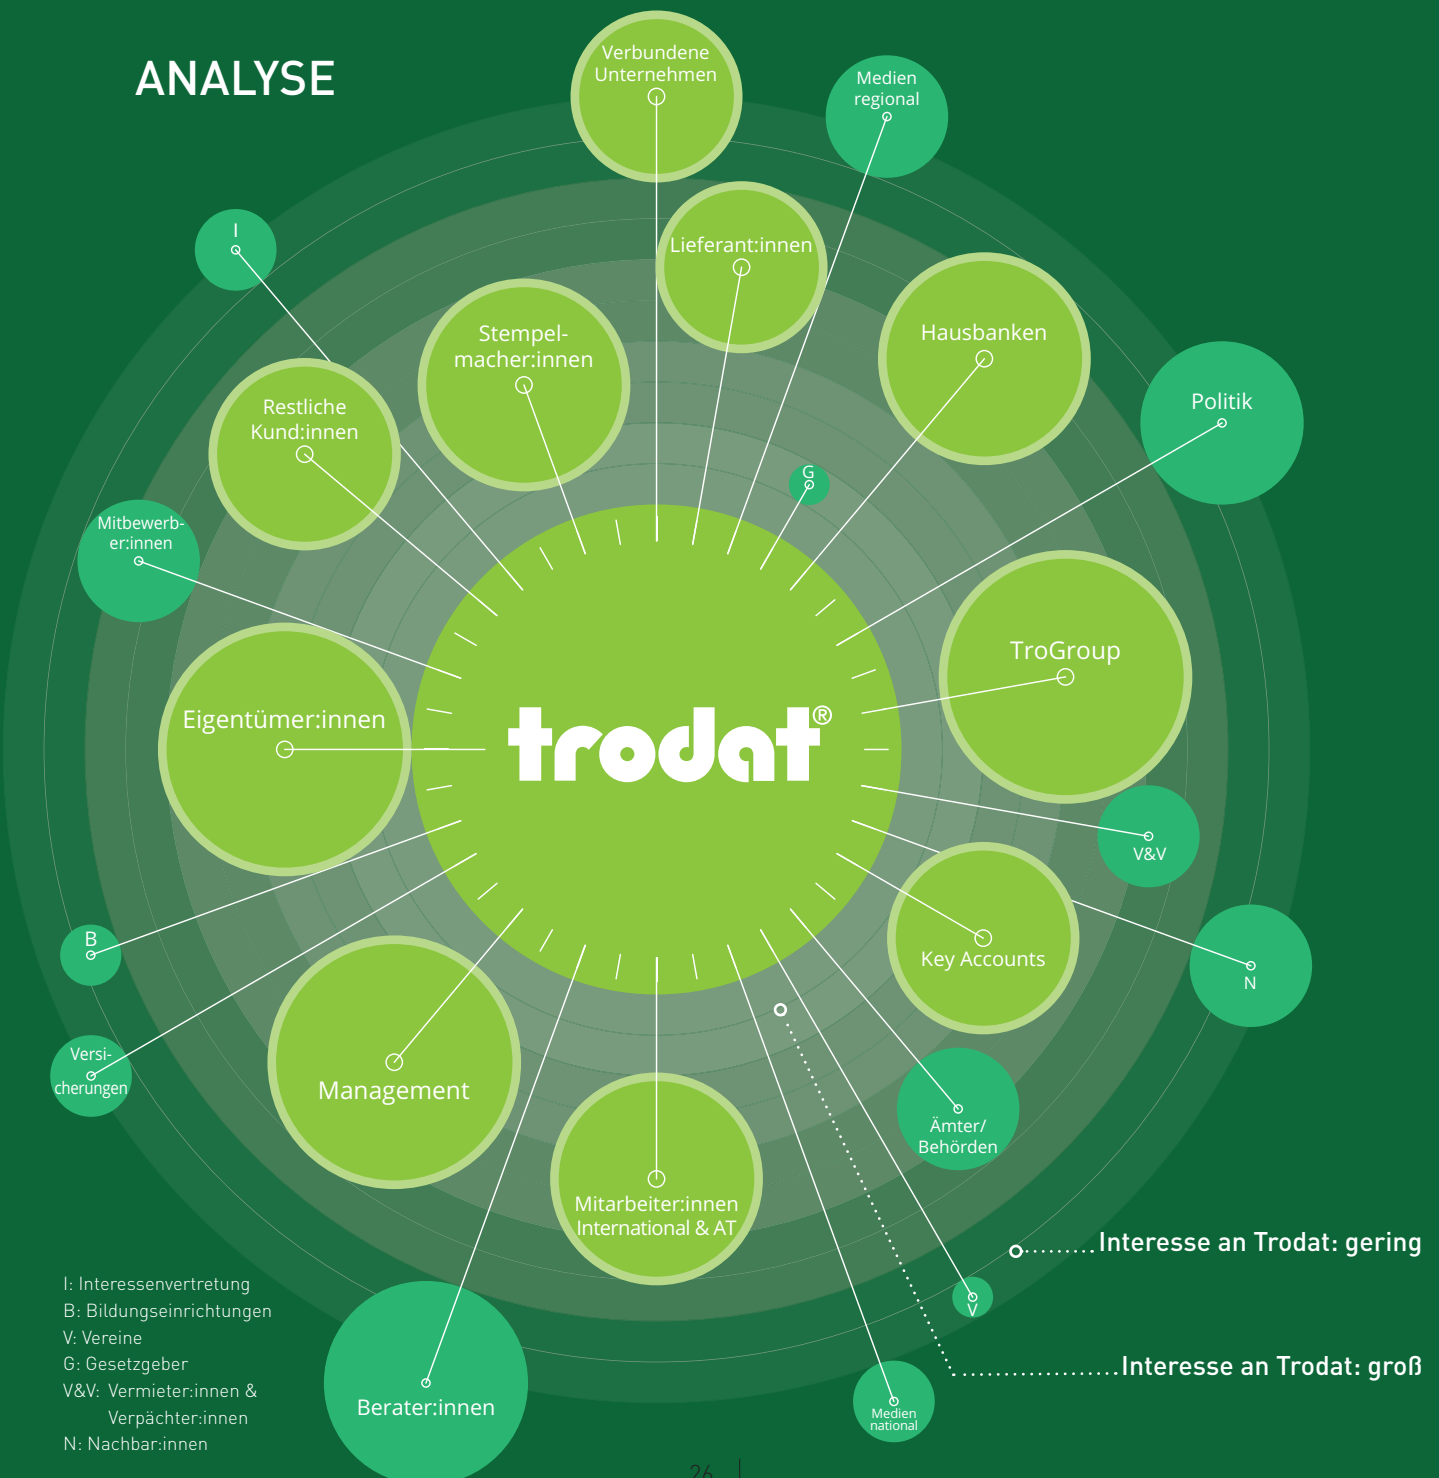 ANALYSE
Verbundene
Unternehmen
Medien
regional
I
Lieferant:innen
Stempel-
macher:innen
Hausbanken
Restliche
Kund:innen
Politik
G
Mitbewerb-
er:innen
TroGroup
Eigentümer:innen
trodat®
V&V
B
Key Accounts
N
Versi-
cherungen
Management
Ämter/
Behörden
Mitarbeiter:innen
International & AT
Interesse an Trodat: gering
V
Interesse an Trodat: groß
Berater:innen
Medien
national
I: Interessenvertretung
B: Bildungseinrichtungen
V: Vereine
G: Gesetzgeber
V&V: Vermieter:innen &
Verpächter:innen
N: Nachbar:innen
26